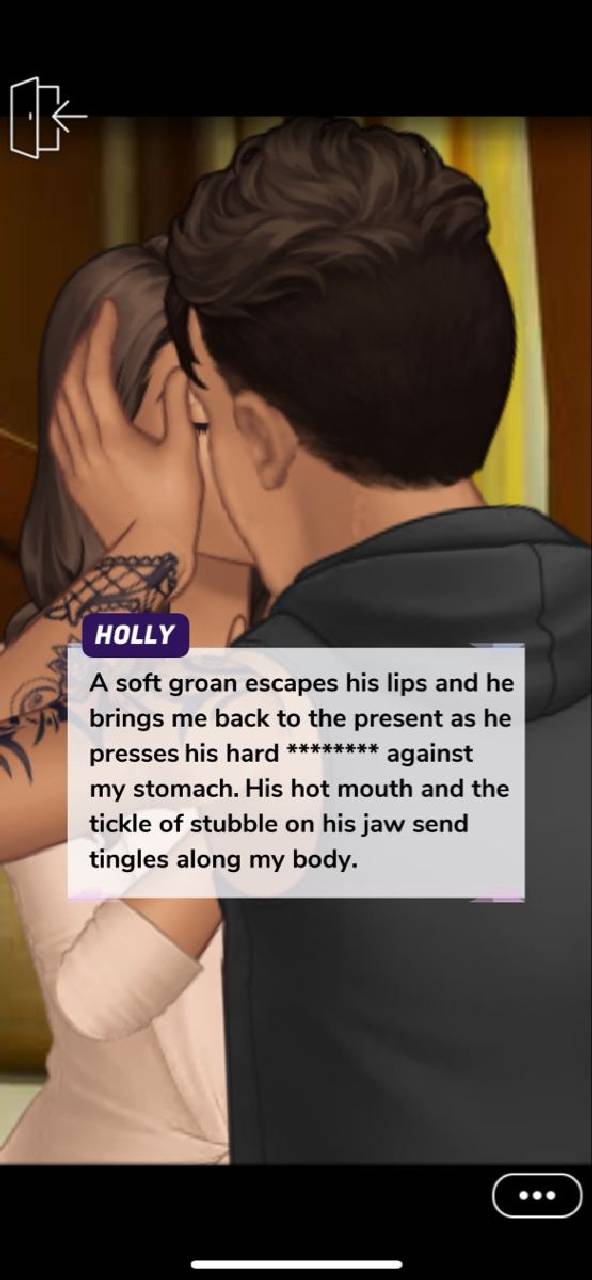 HOLLY
A soft groan escapes his lips and he
brings me back to the present as he
presses his hard ******** against
my stomach. His hot mouth and the
tickle of stubble on his jaw send
tingles along my body.